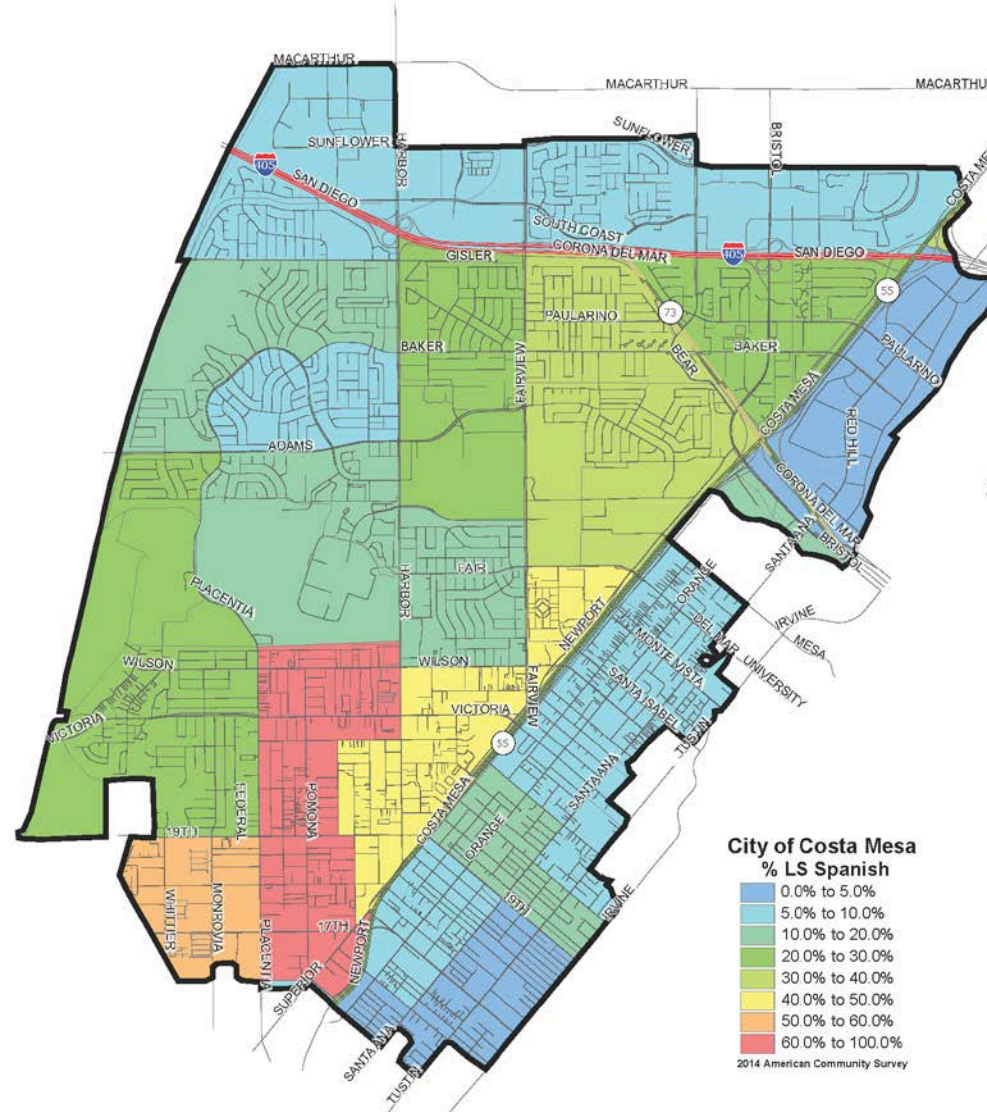 MACARTHUR
MACARTHUR
MACARTHUR
SUNFLOWER
SUNFLOWER
HARBOR
BRISTOL
405
SAN DIEGO
COSTA MES
SOUTH COAST
CORONA DEL MAR
GISLER
405
SAN DIEGO
55
73
PAULARINO
BAKER
FAIRVIEW
BEAR
BAKER
PAULARINO
COSTA MESA
RED HILL
ADAMS
CORONA DEL MAR
BRISTOL
SANTA ANA
PLACENTIA
HARBOR
FAIR
ORANGE
IRVINE
MESA
NEWPORT
DEL MAR
UNIVERSITY
MONTE VISTA
WILSON
WILSON
FAIRVIEW
SANTA ISABEL
VICTORIA
VICTORIA
TUSTIN
55
SANTA ANA
FEDERAL
POMONA
COSTA MESA
ORANGE
19TH
19TH
IRVINE
WHITTIER
MONROVIA
PLACENTIA
17TH
NEWPORT
SUPERIOR
SANTA ANA
TUSTIN
City of Costa Mesa
% LS Spanish
0.0% to 5.0%
5.0% to 10.0%
10.0% to 20.0%
20.0% to 30.0%
30.0% to 40.0%
40.0% to 50.0%
50.0% to 60.0%
60.0% to 100.0%
2014 American Community Survey